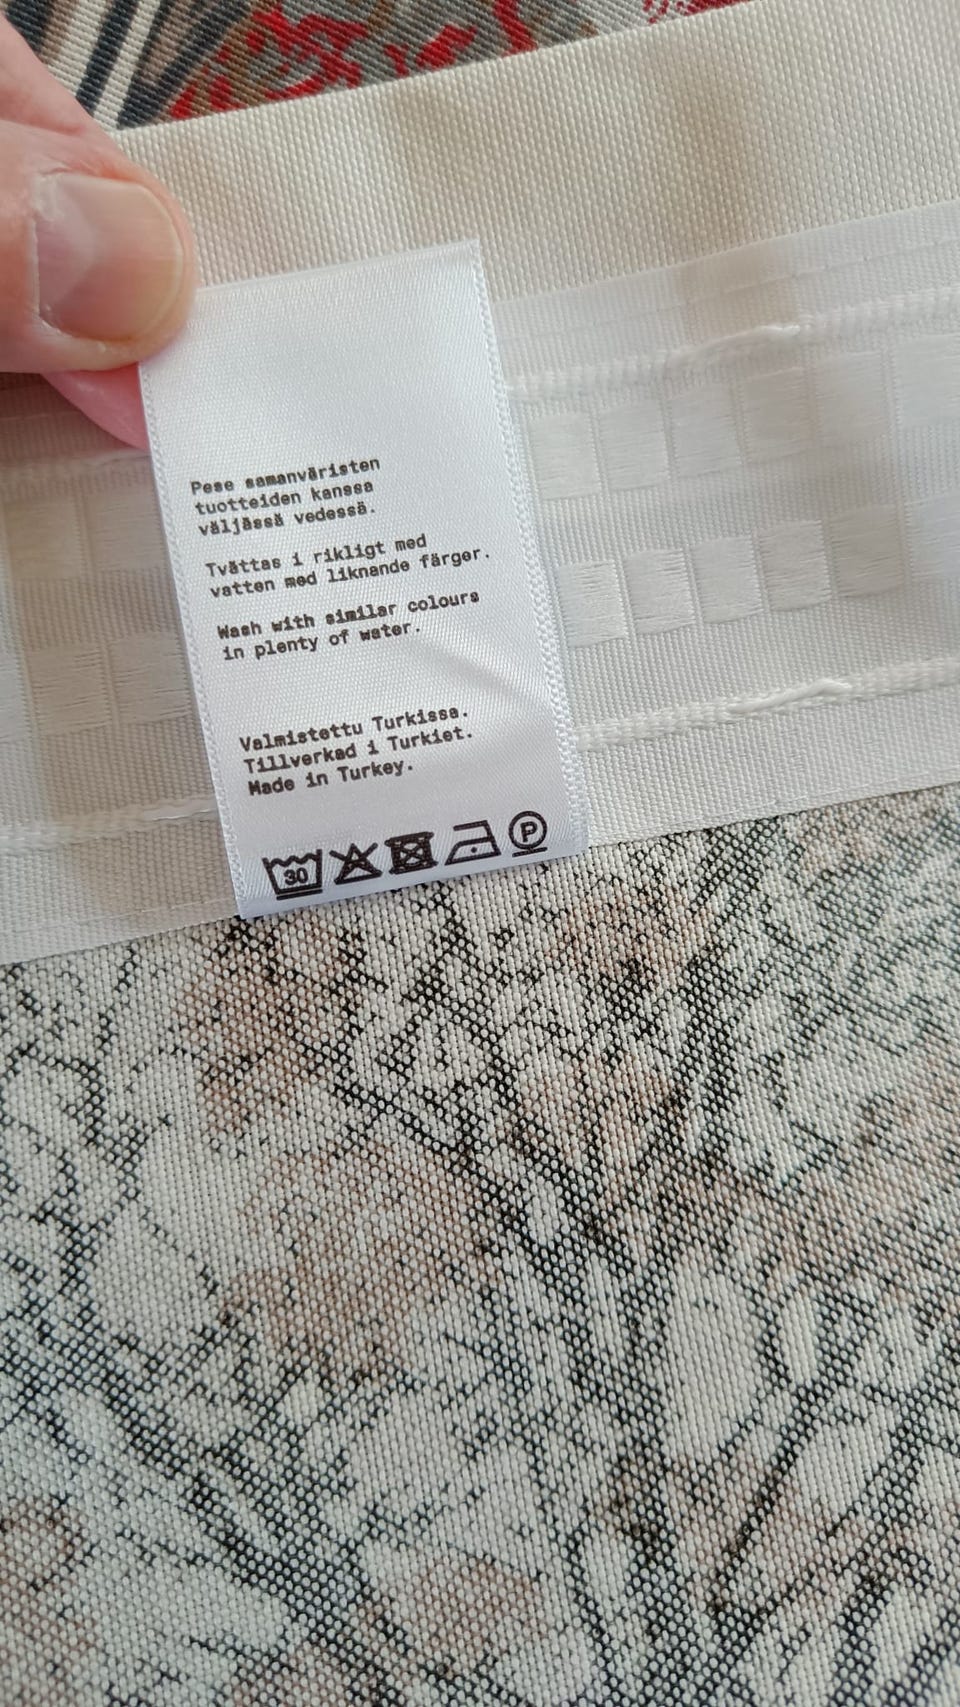 Pese samanväristen
tuotteiden kanssa
väljässä vedessä.
Tvättas i rikligt med
vatten med liknande färger.
Wash with similar colours
in plenty of water.
Valmistettu Turkissa.
Tillverkad i Turkiet.
Made in Turkey.
30 P